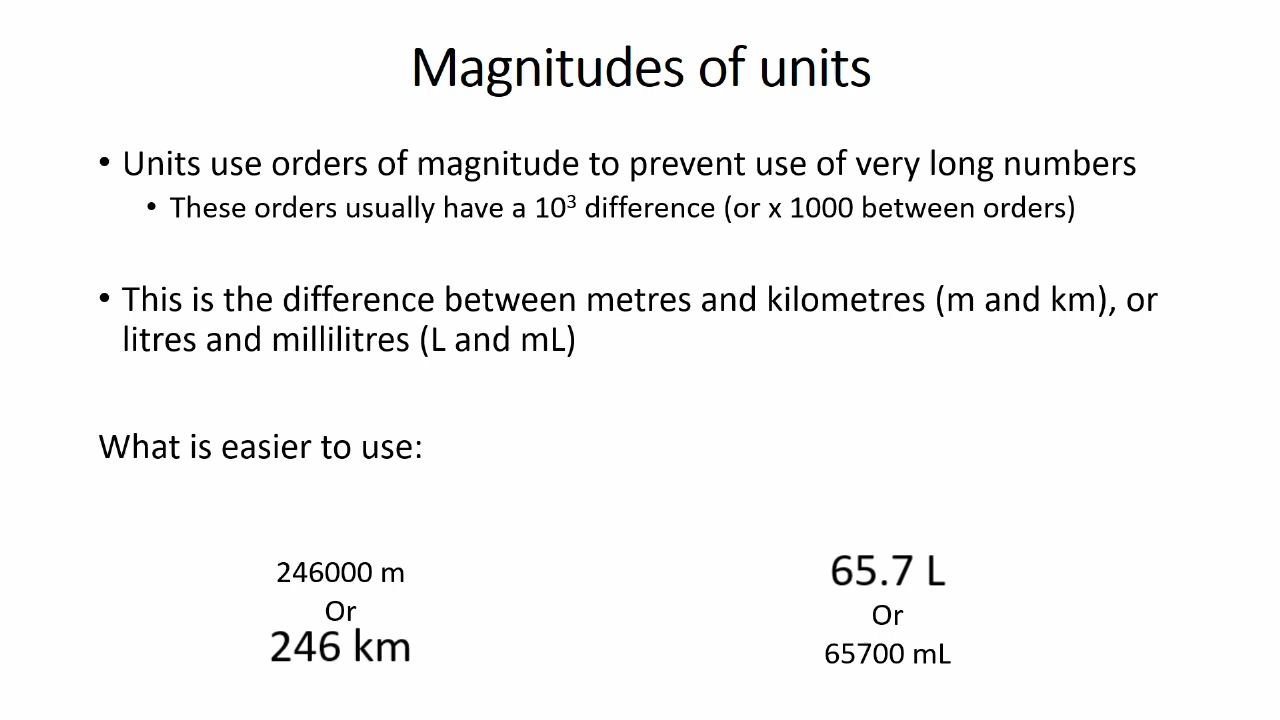 Magnitudes of units
• Units use orders of magnitude to prevent use of very long numbers
• These orders usually have a 10³ difference (or x 1000 between orders)
• This is the difference between metres and kilometres (m and km), or
litres and millilitres (L and mL)
What is easier to use:
246000 m
Or
246 km
65.7 L
Or
65700 mL